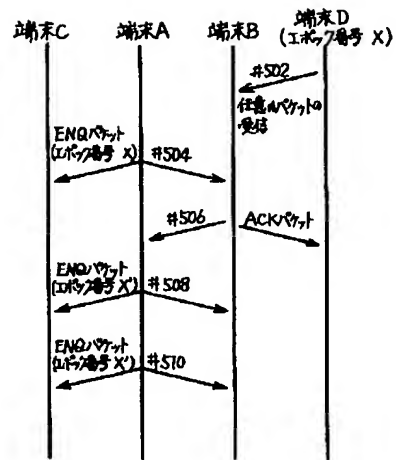 端末C 端末A 端末B 端末D
(エポック番号 X)
#502
任意のパケットの
受信
ENQパケット
(エポック番号 X)
#504
#506 ACKパケット
ENQパケット
(エポック番号 X')
#508
ENQパケット
(エポック番号 X')
#510